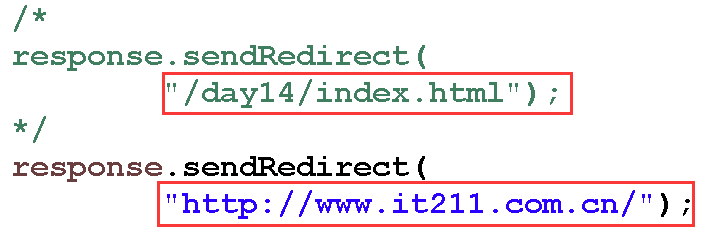 /*
response.sendRedirect(
"/day14/index.html");
*/
response.sendRedirect(
"http://www.it211.com.cn/");